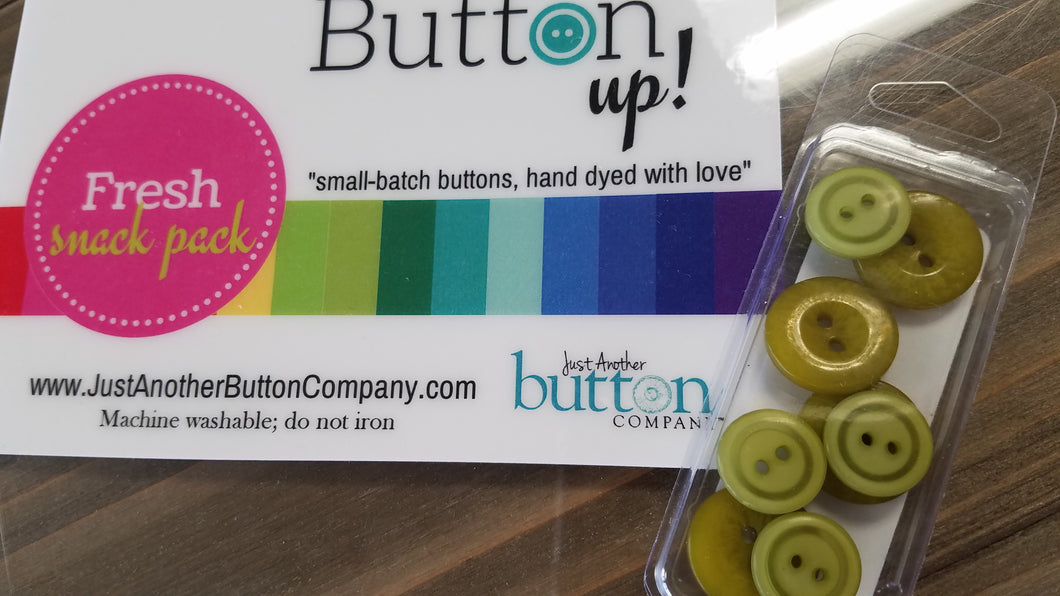 Button
up!
"small-batch buttons, hand dyed with love"
Fresh
snack pack
www.JustAnotherButtonCompany.com
Machine washable; do not iron
Just Another
button
COMPANY